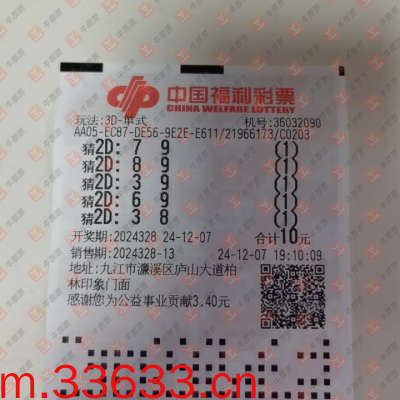 中国福利彩票
CHINA WELFARE LOTTERY
玩法:3D-单式 机号:36032090
AA05-EC87-DE56-9E2E-E611/21966173/C0203
猜2D: 7 9 (1)
猜2D: 8 9 (1)
猜2D: 3 9 (1)
猜2D: 6 9 (1)
猜2D: 3 8 (1)
开奖期:2024328 24-12-07 合计10元
销售期:2024328-13 24-12-07 19:10:09
地址:九江市濂溪区庐山大道柏
林印象门面
感谢您为公益事业贡献3.40元
m.33633.cn